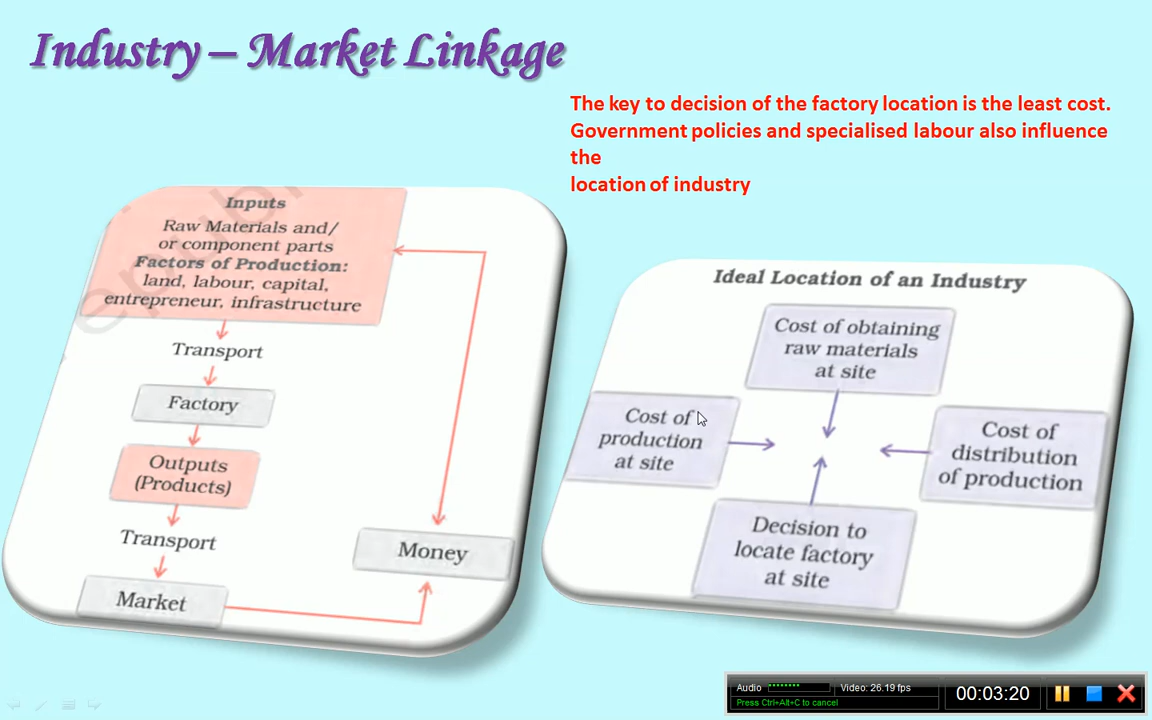 Industry – Market Linkage
The key to decision of the factory location is the least cost.
Government policies and specialised labour also influence
the
location of industry
Inputs
Raw Materials and/
or component parts
Factors of Production:
land, labour, capital,
entrepreneur, infrastructure
Transport
Factory
Outputs
(Products)
Transport
Market
Money
Ideal Location of an Industry
Cost of obtaining
raw materials
at site
Cost of
production
at site
Cost of
distribution
of production
Decision to
locate factory
at site
Audio
Video: 26.19 fps
Press Ctrl+Alt+C to cancel
00:03:20